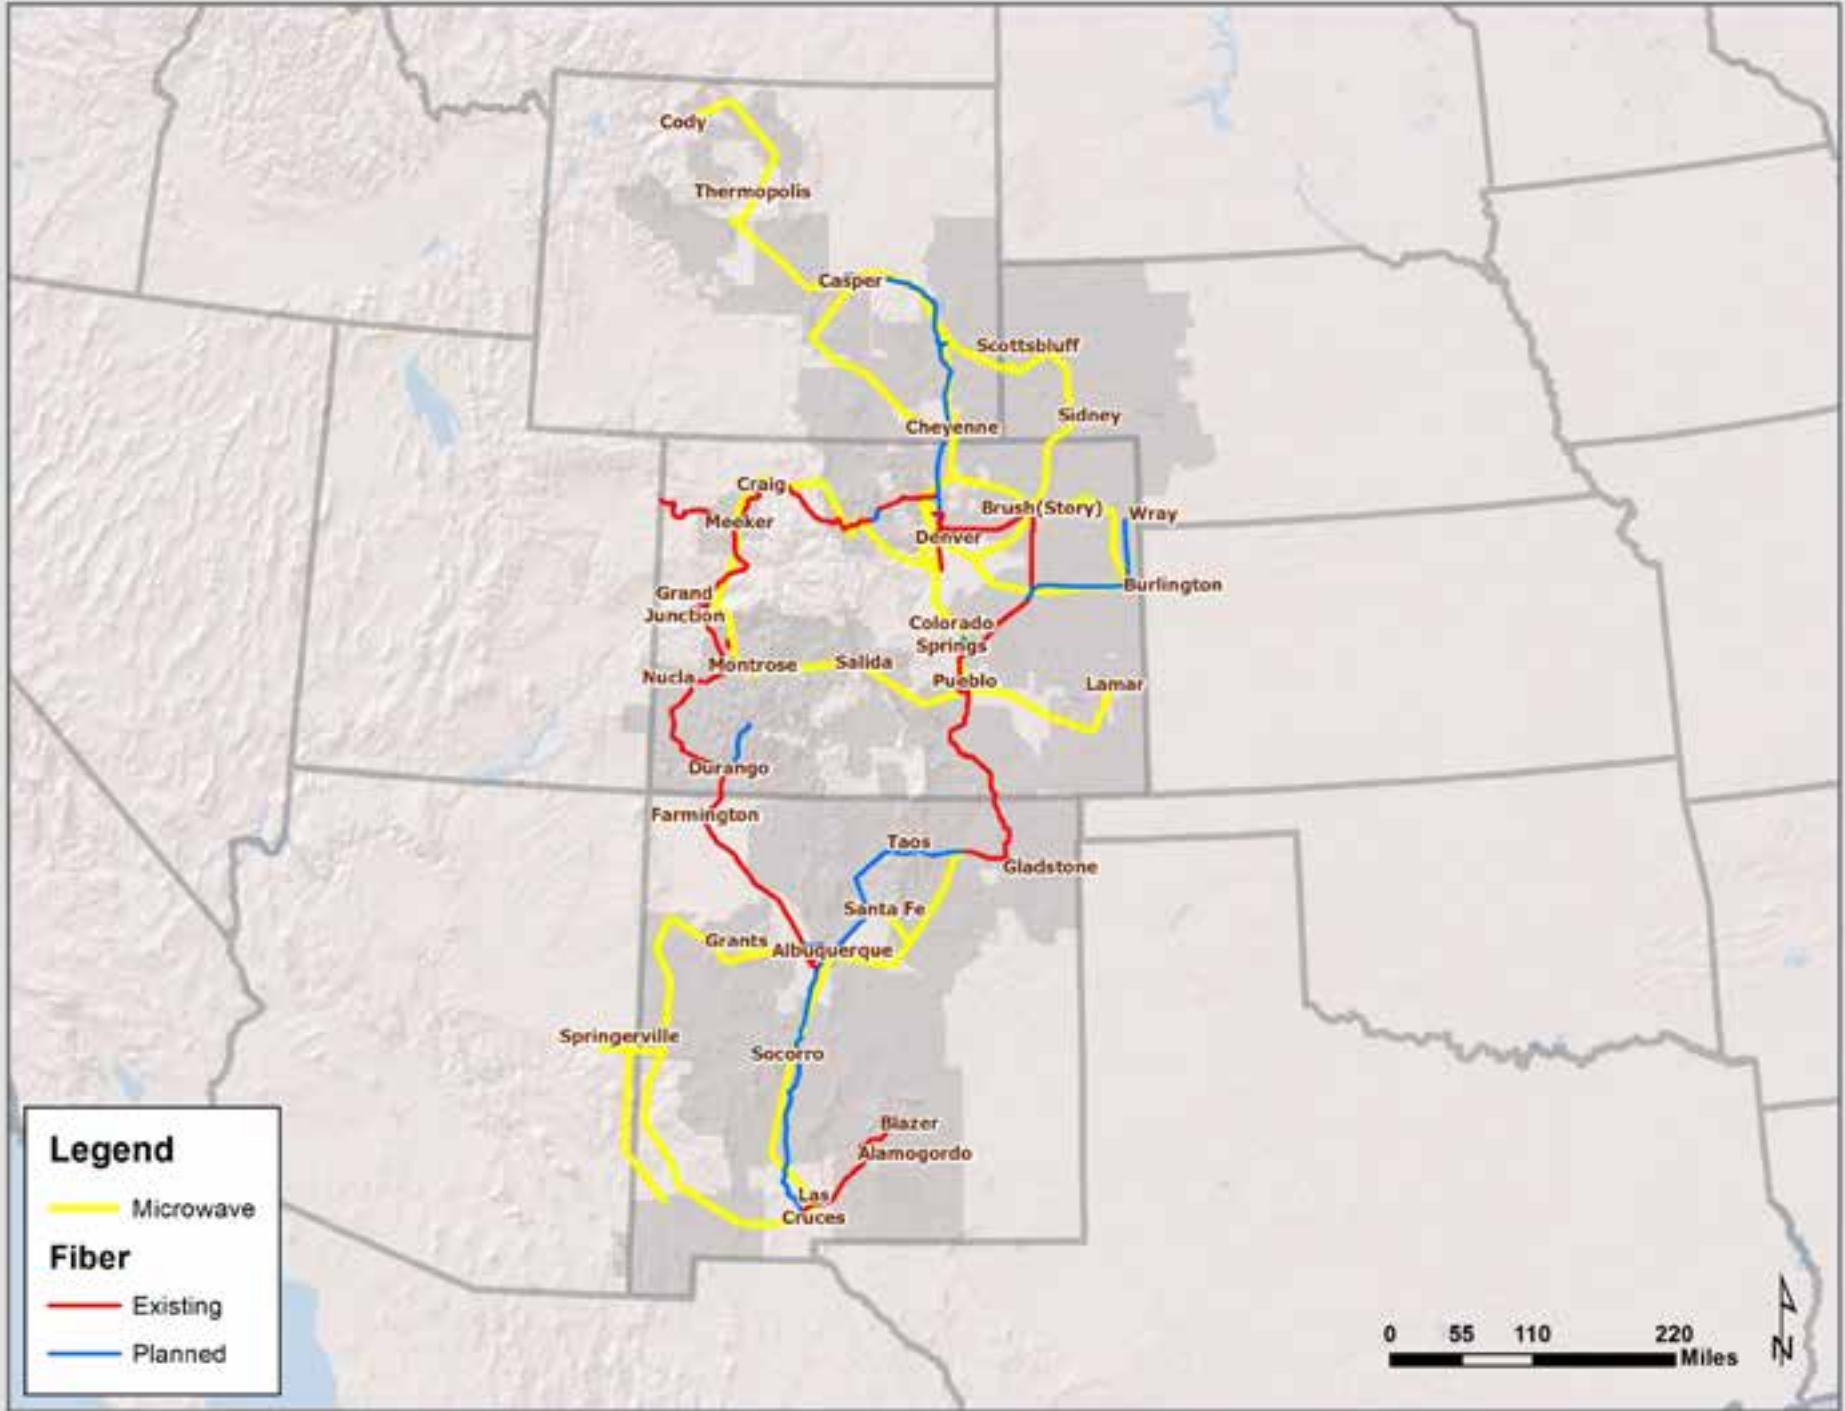 Cody
Thermopolis
Casper
Scottsbluff
Sidney
Cheyenne
Craig
Meeker
Brush(Story)
Wray
Denver
Burlington
Grand
Junction
Colorado
Springs
Montrose
Salida
Nucla
Pueblo
Lamar
Durango
Farmington
Taos
Gladstone
Santa Fe
Grants
Albuquerque
Springerville
Socorro
Blazer
Alamogordo
Las
Cruces
Legend
Microwave
Fiber
Existing
Planned
0 55 110 220
Miles
N